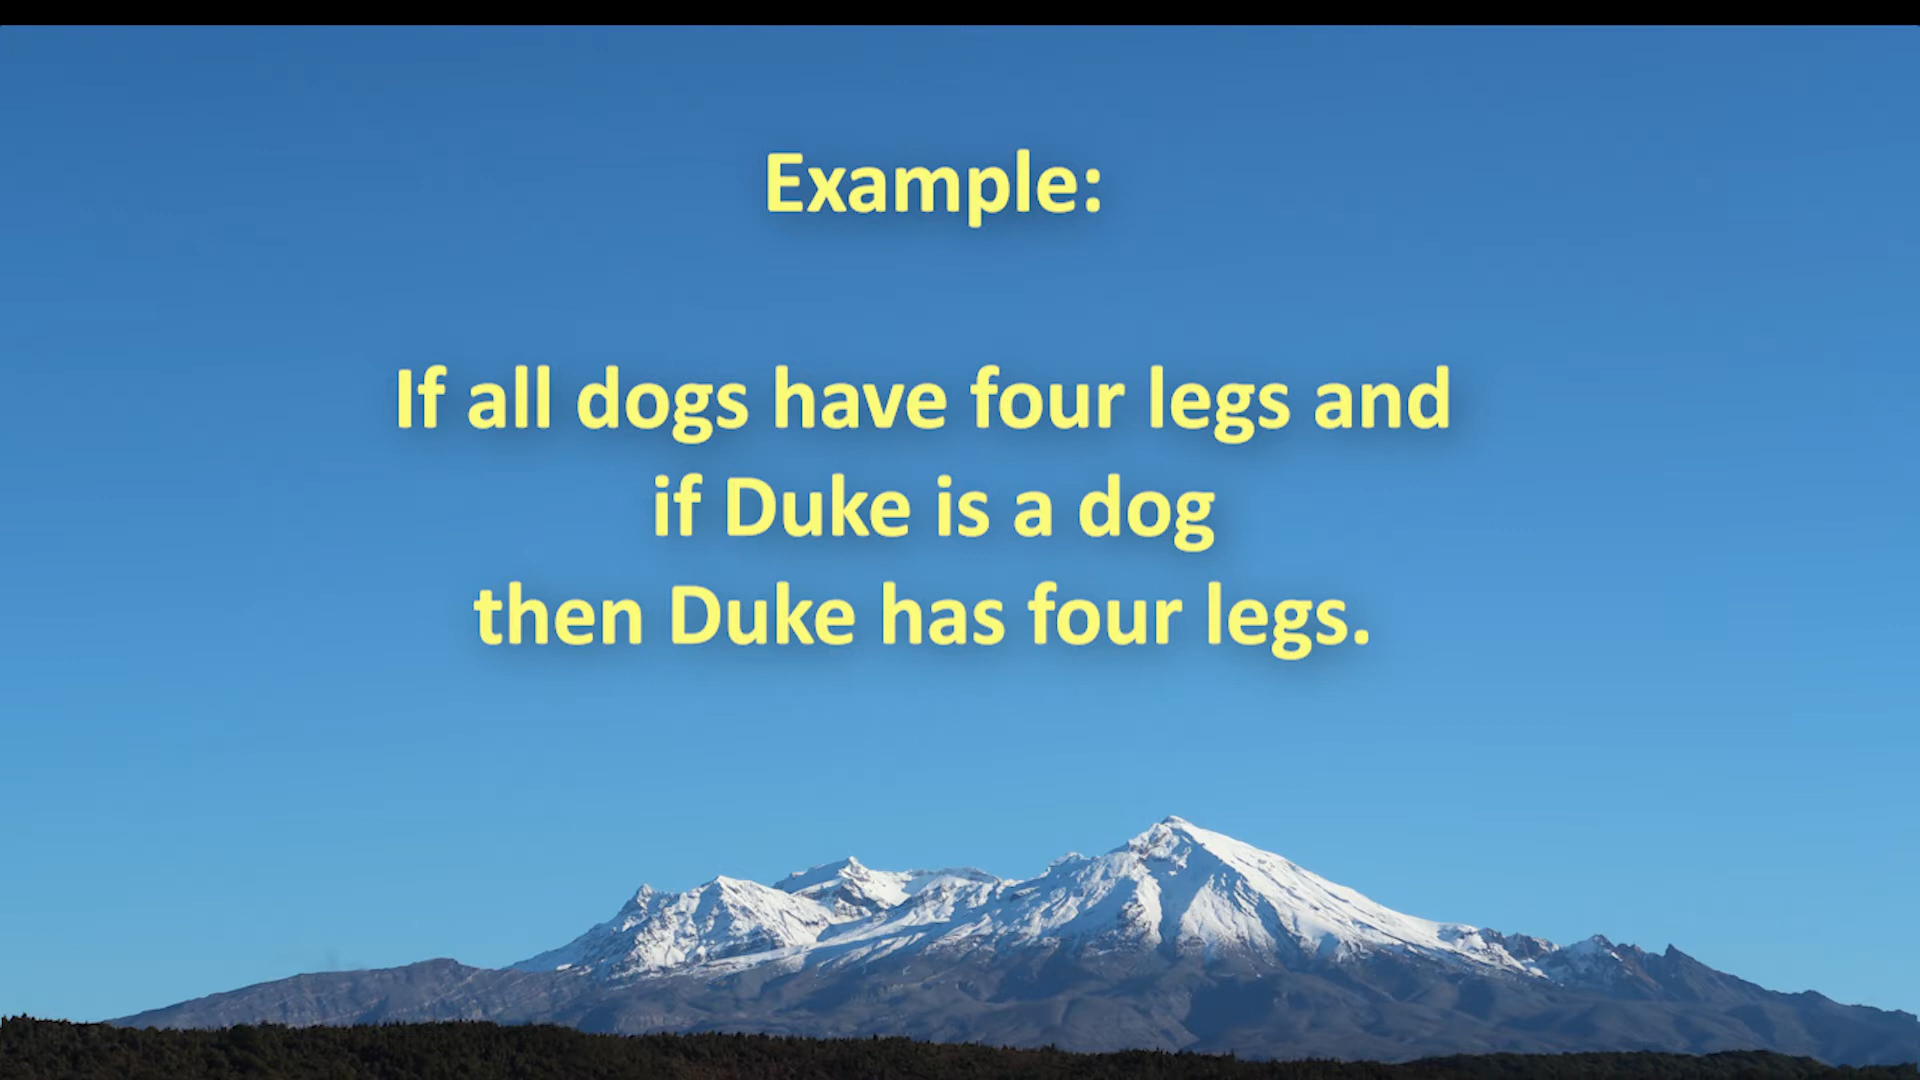 Example:
If all dogs have four legs and
if Duke is a dog
then Duke has four legs.